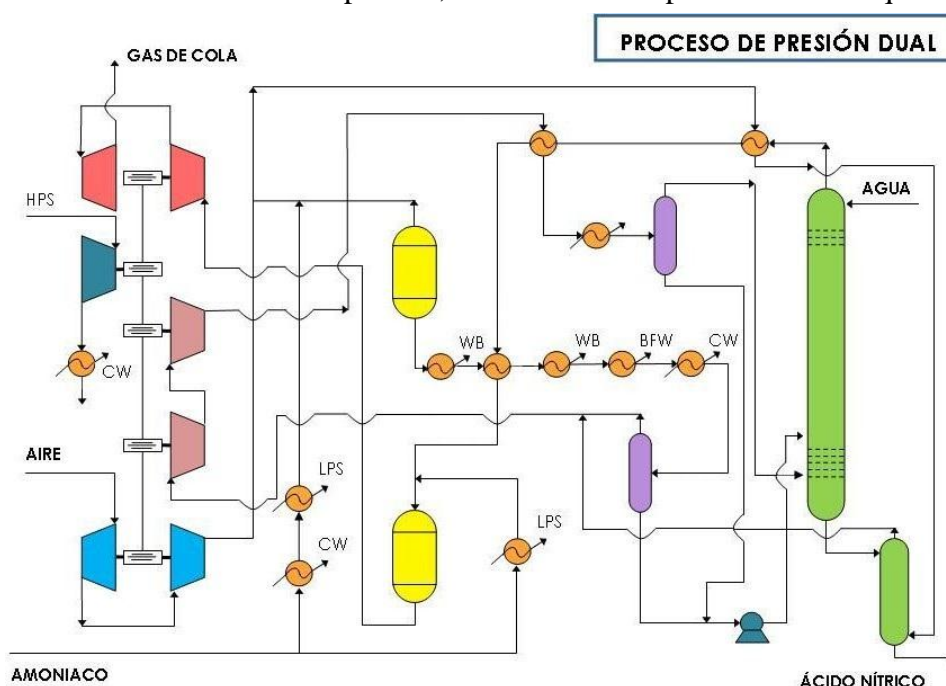 PROCESO DE PRESIÓN DUAL
GAS DE COLA
HPS
AGUA
WB
WB
BFW
CW
CW
AIRE
LPS
LPS
CW
AMONIACO
ÁCIDO NÍTRICO